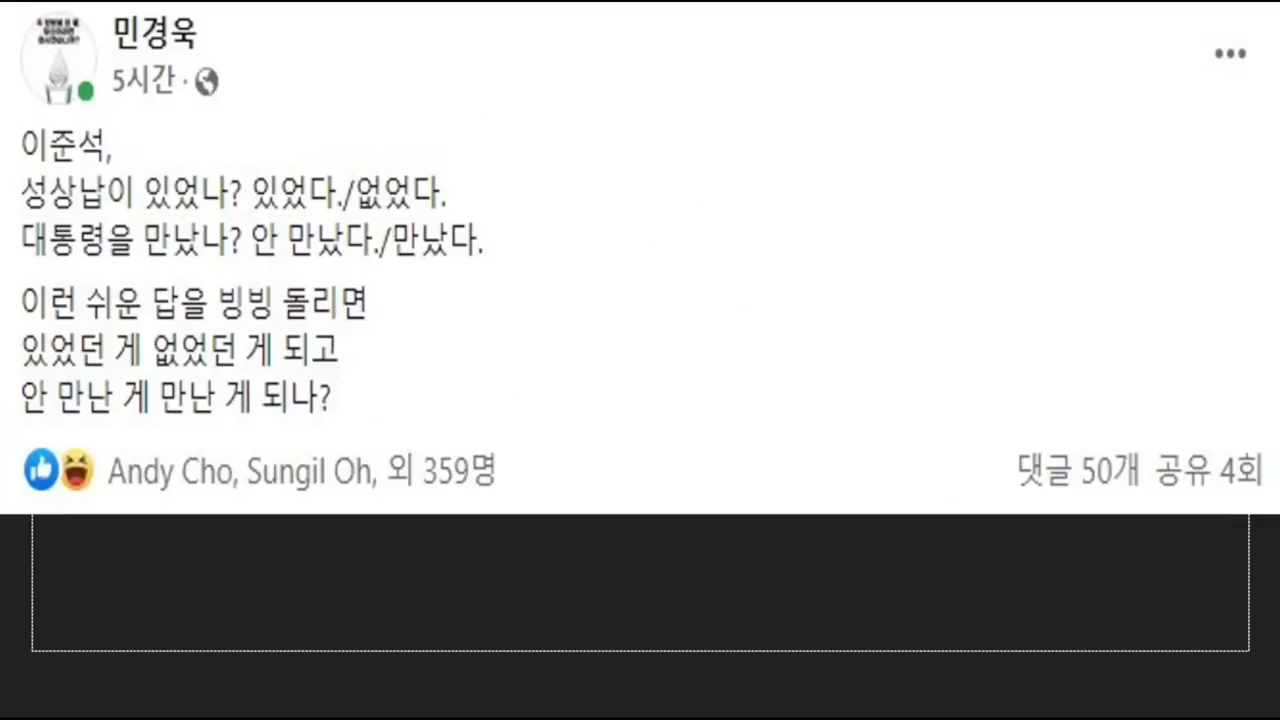 민경욱
5시간 ·
이준석,
성상납이 있었나? 있었다./없었다.
대통령을 만났나? 안 만났다./만났다.
이런 쉬운 답을 빙빙 돌리면
있었던 게 없었던 게 되고
안 만난 게 만난 게 되나?
Andy Cho, Sungil Oh, 외 359명
댓글 50개 공유 4회